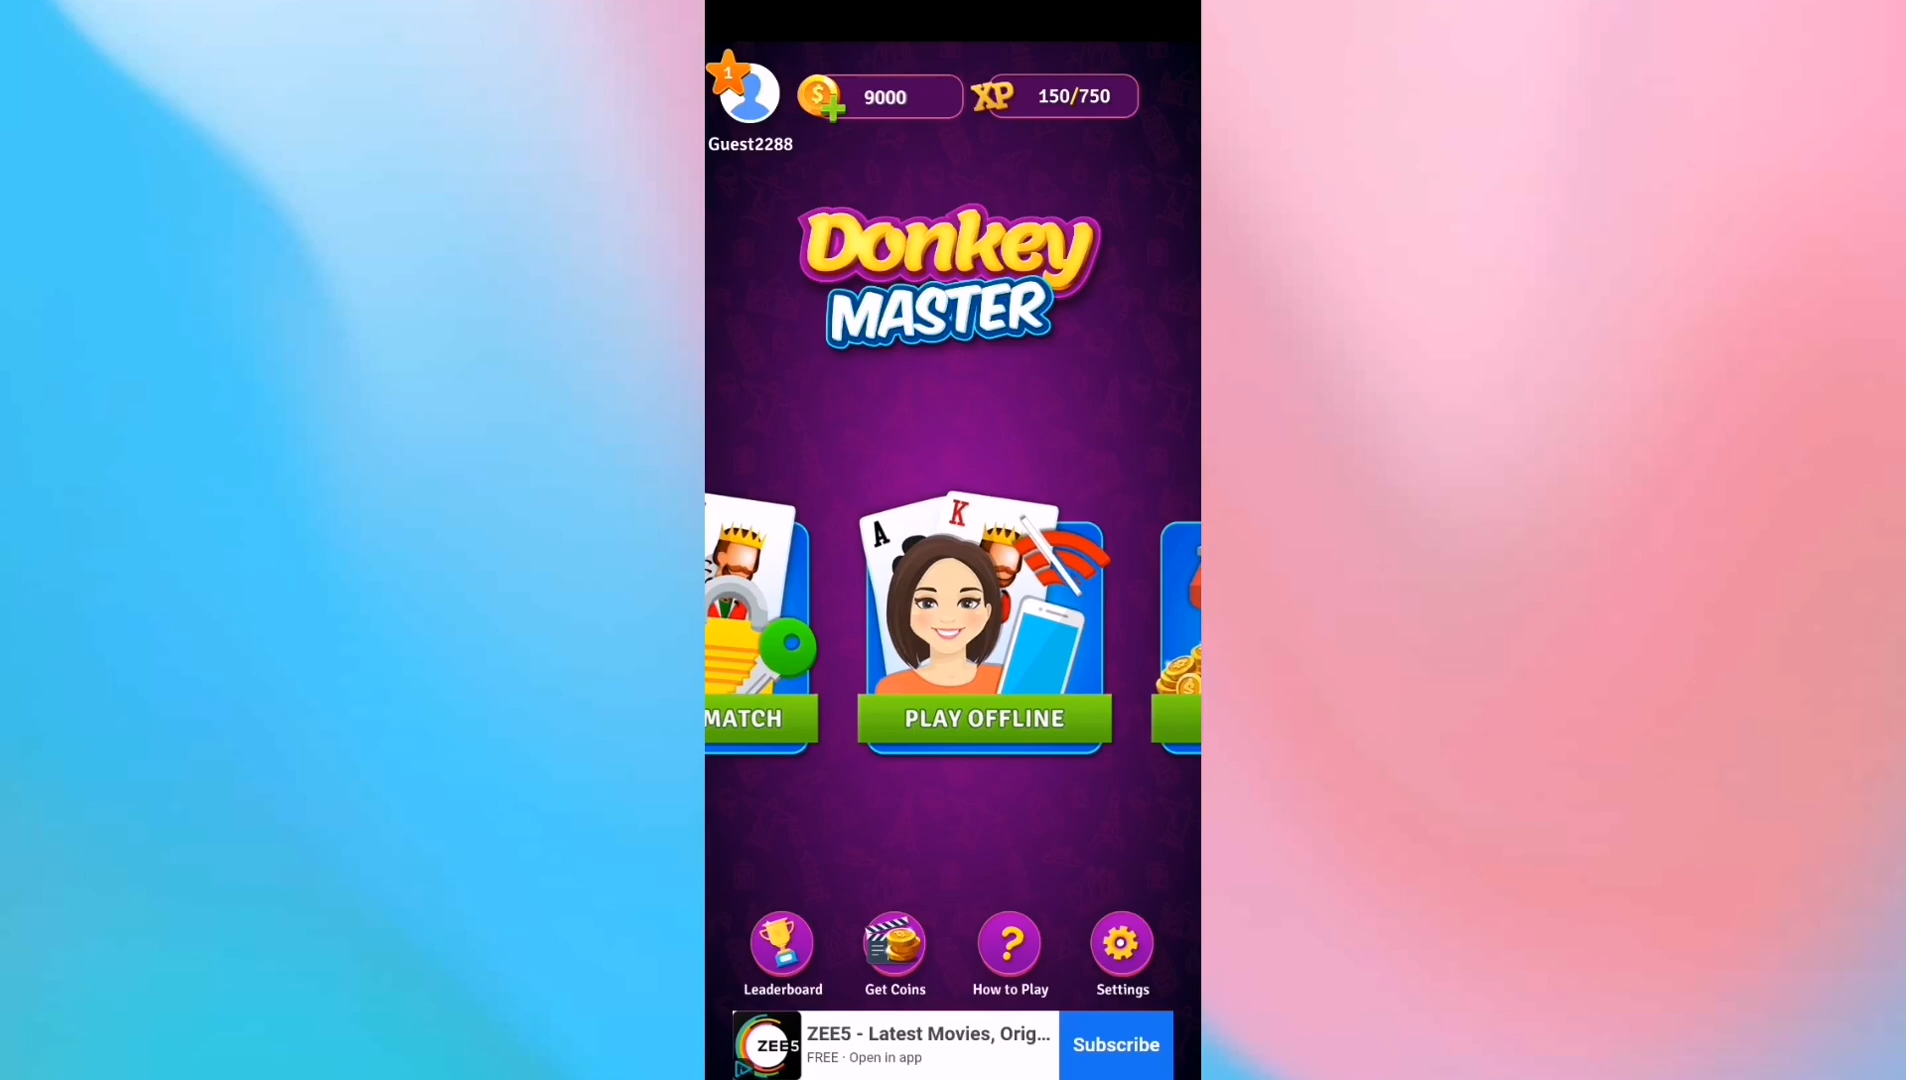 1
9000
XP
150/750
Guest2288
Donkey
MASTER
A
K
MATCH
PLAY OFFLINE
Leaderboard
Get Coins
How to Play
Settings
ZEE5
ZEE5 - Latest Movies, Orig...
FREE · Open in app
Subscribe